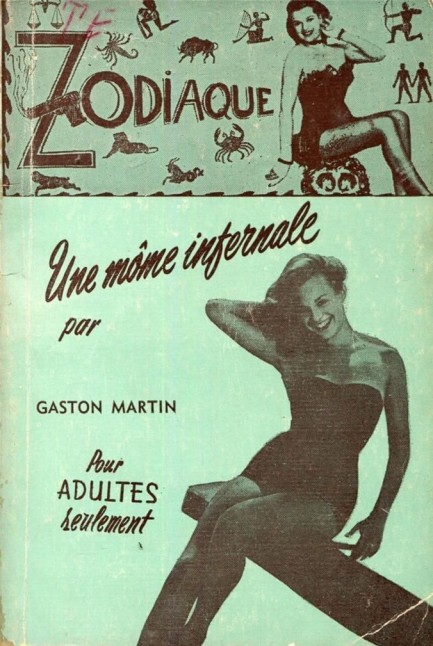 ZODIAQUE
Une môme infernale
par
GASTON MARTIN
Pour
ADULTES
seulement